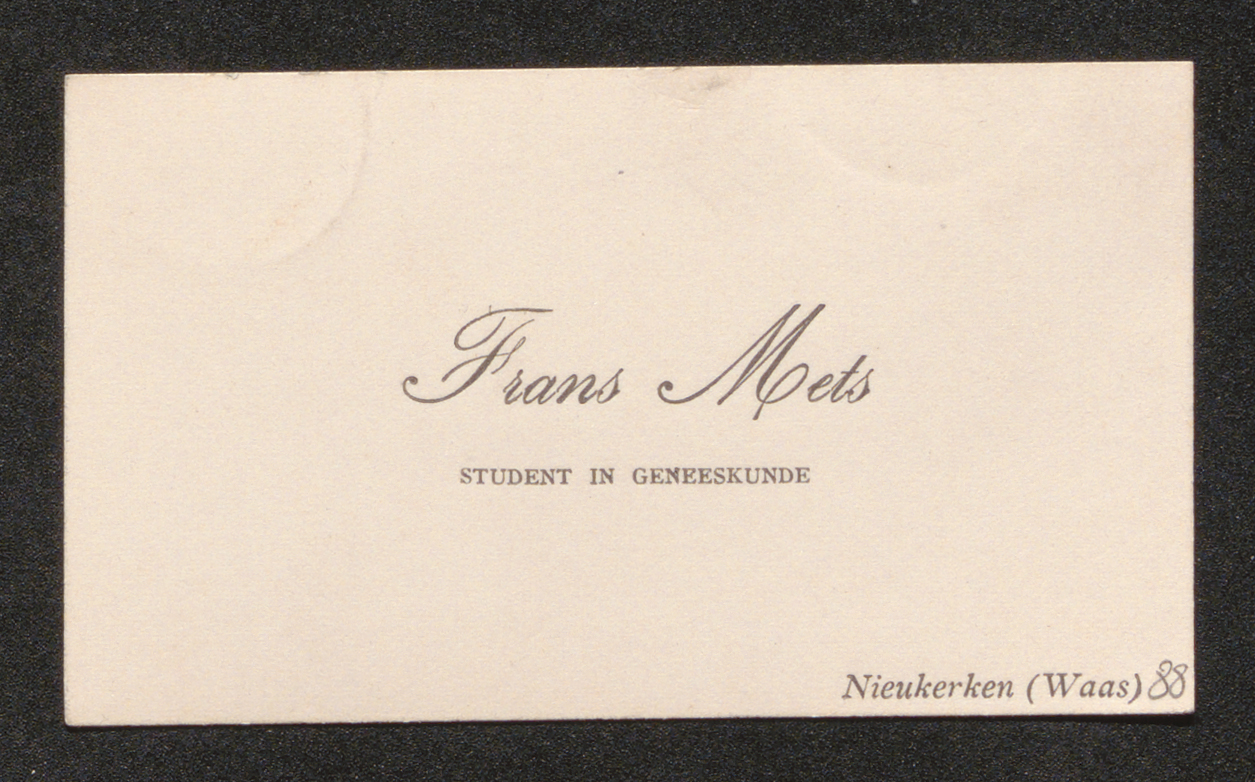 Frans Mets
STUDENT IN GENEESKUNDE
Nieukerken (Waas) 88